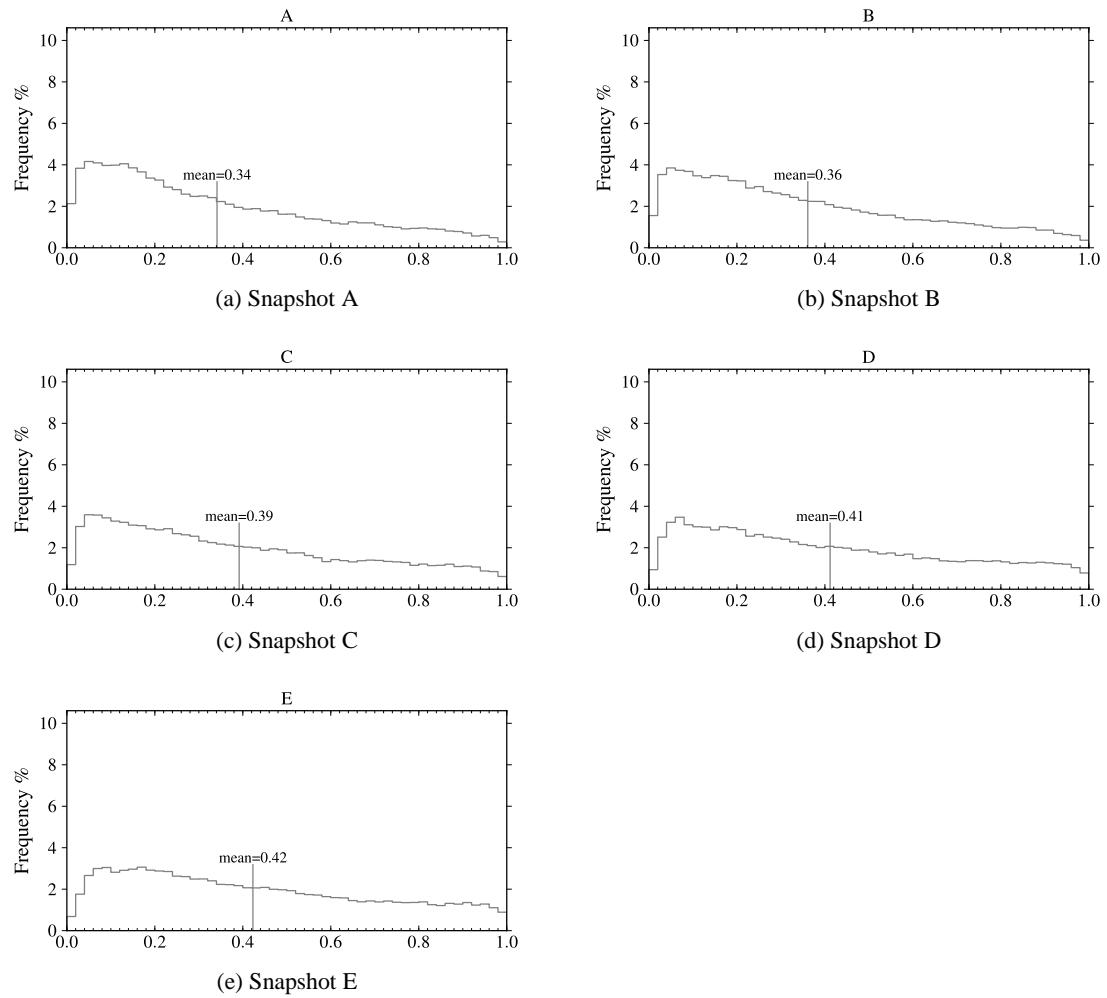 A
Frequency %
10
8
6
4
2
0
mean=0.34
0.0 0.2 0.4 0.6 0.8 1.0
(a) Snapshot A
B
Frequency %
10
8
6
4
2
0
mean=0.36
0.0 0.2 0.4 0.6 0.8 1.0
(b) Snapshot B
C
Frequency %
10
8
6
4
2
0
mean=0.39
0.0 0.2 0.4 0.6 0.8 1.0
(c) Snapshot C
D
Frequency %
10
8
6
4
2
0
mean=0.41
0.0 0.2 0.4 0.6 0.8 1.0
(d) Snapshot D
E
Frequency %
10
8
6
4
2
0
mean=0.42
0.0 0.2 0.4 0.6 0.8 1.0
(e) Snapshot E